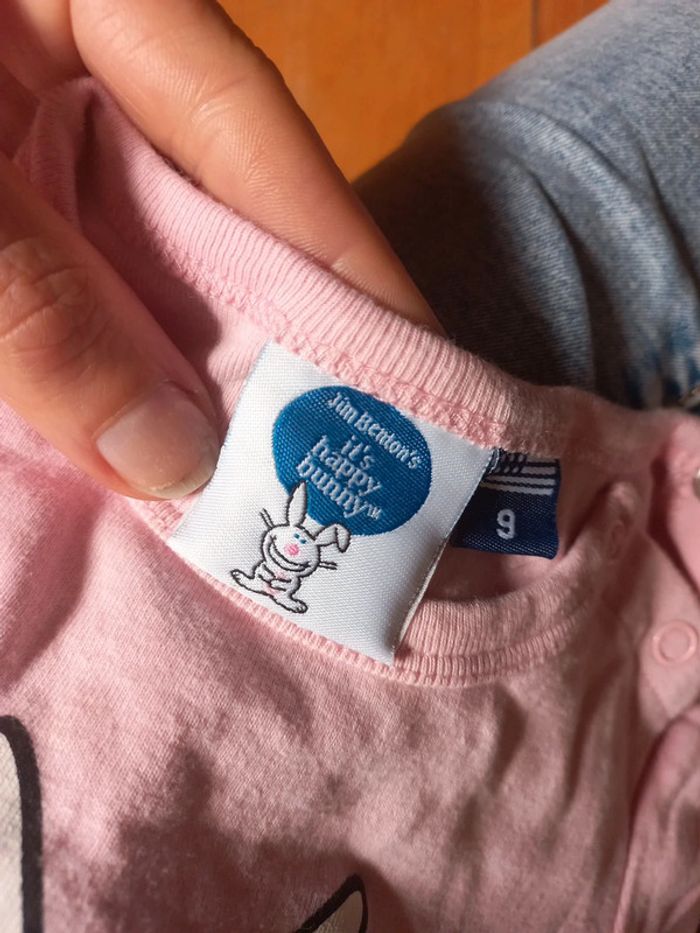 Jim Benton's
it's
happy
bunny™
9